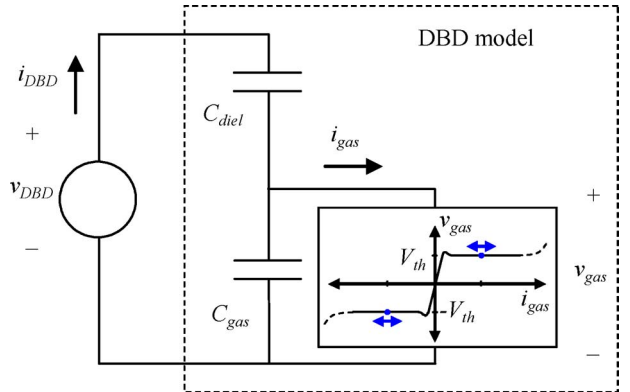 DBD model
i_DBD
C_diel
i_gas
+
v_DBD
−
+
v_gas
V_th
v_gas
i_gas
C_gas
V_th
−